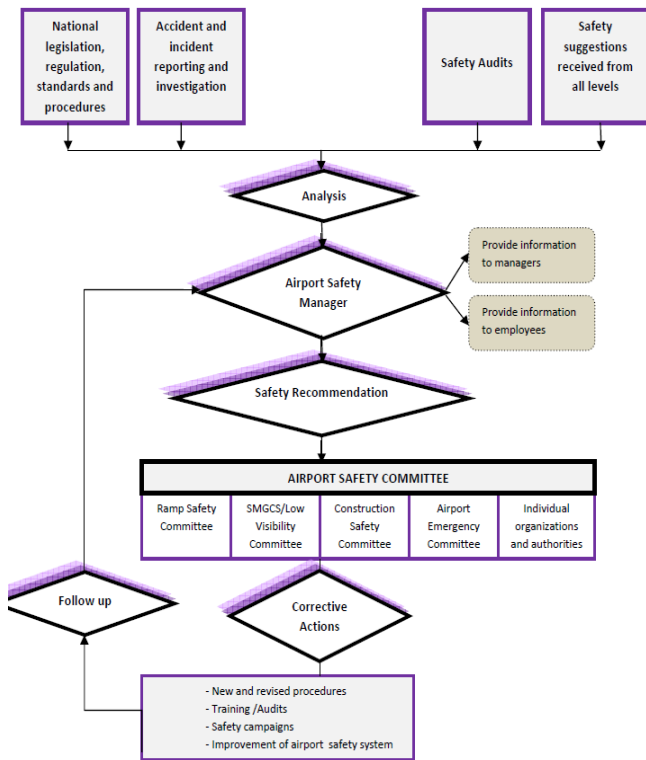 National
legislation,
regulation,
standards and
procedures
Accident and
incident
reporting and
investigation
Safety Audits
Safety
suggestions
received from
all levels
Analysis
Airport Safety
Manager
Provide information
to managers
Provide information
to employees
Safety Recommendation
AIRPORT SAFETY COMMITTEE
Ramp Safety
Committee
SMGCS/Low
Visibility
Committee
Construction
Safety
Committee
Airport
Emergency
Committee
Individual
organizations
and authorities
Follow up
Corrective
Actions
- New and revised procedures
- Training /Audits
- Safety campaigns
- Improvement of airport safety system